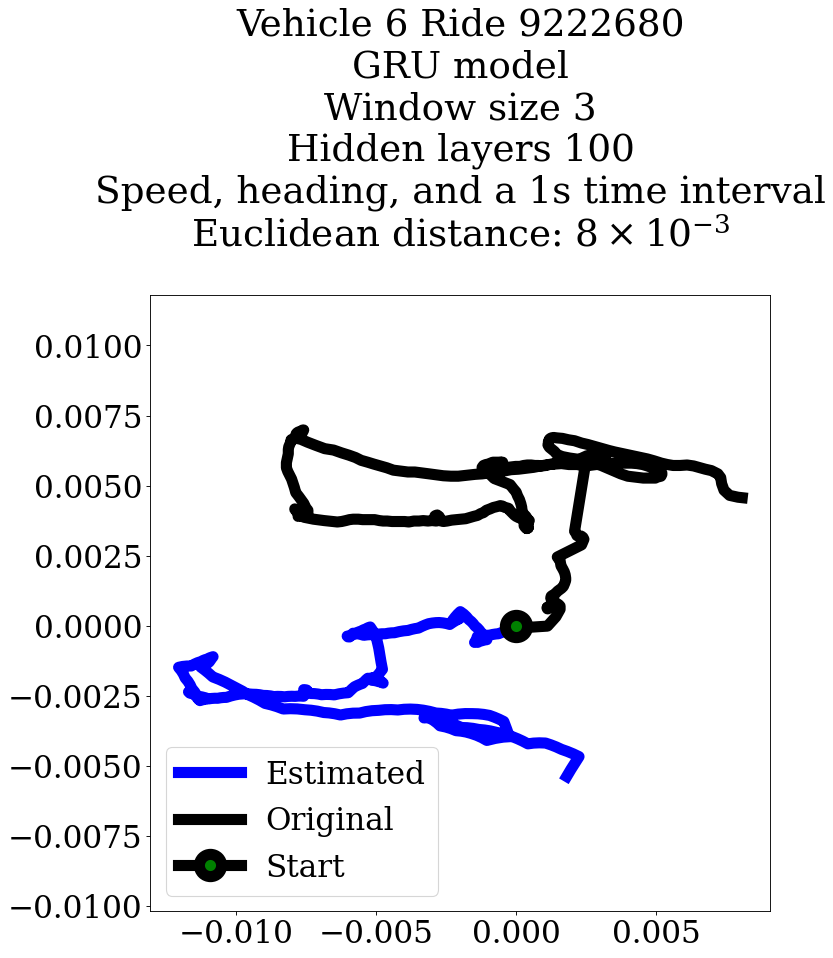 Vehicle 6 Ride 9222680
GRU model
Window size 3
Hidden layers 100
Speed, heading, and a 1s time interval
Euclidean distance: 8 × 10⁻³
0.0100
0.0075
0.0050
0.0025
0.0000
−0.0025
−0.0050
−0.0075
−0.0100
Estimated
Original
Start
−0.010 −0.005 0.000 0.005